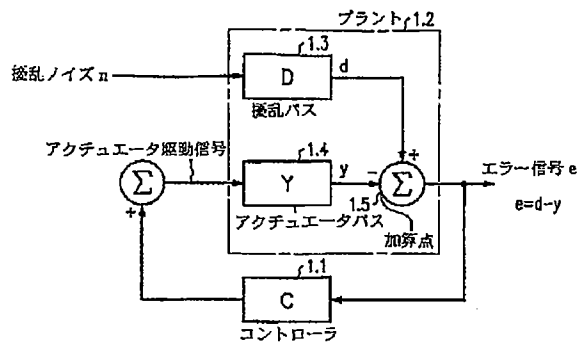 プラント 1.2
1.3
擾乱ノイズ n
D
d
擾乱パス
+
アクチュエータ駆動信号
1.4
Σ
Y
y
-
Σ
エラー信号 e
e=d-y
1.5
+
アクチュエータパス
加算点
1.1
C
コントローラ